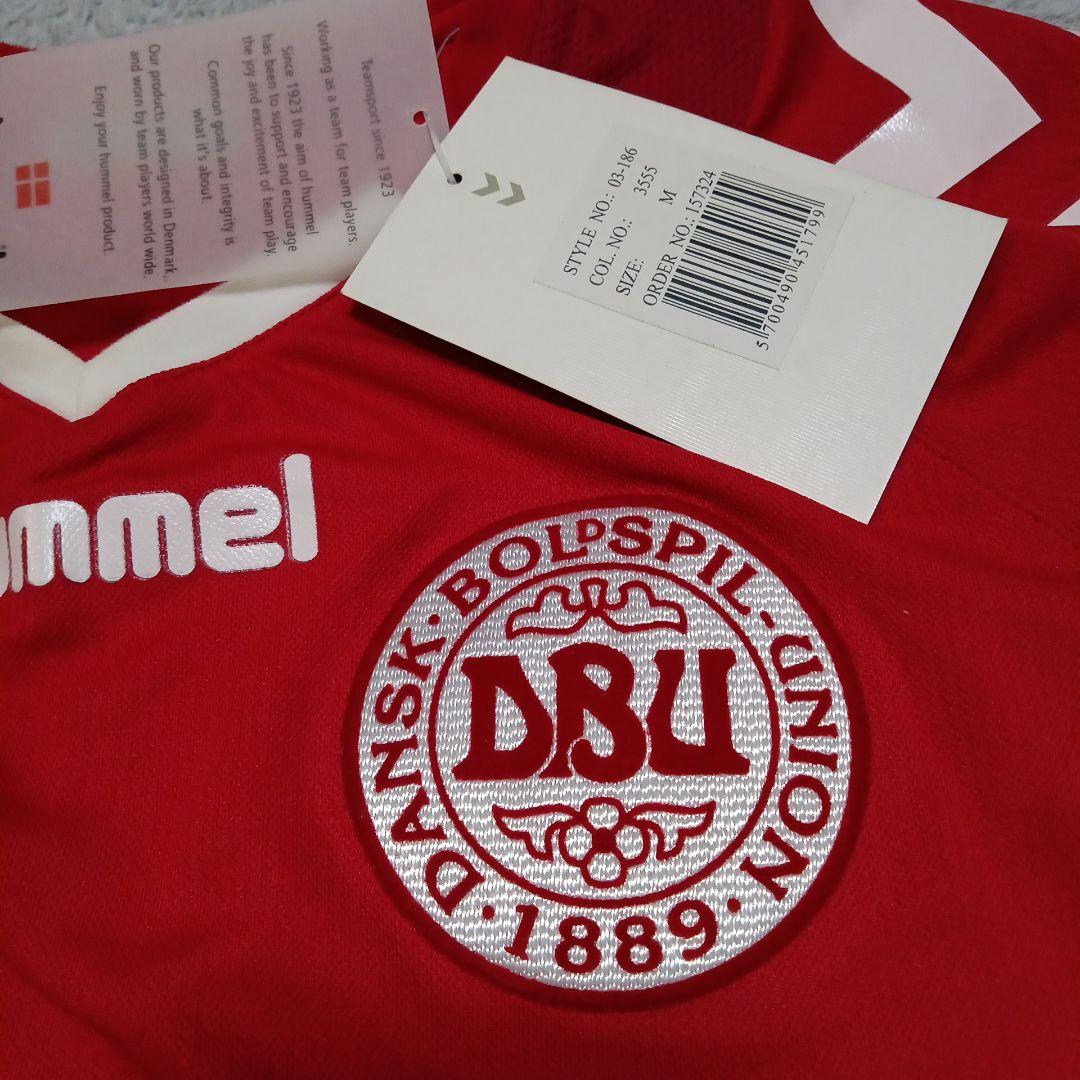 Teamsport since 1923
Working as a team for team players.
Since 1923 the aim of hummel
has been to support and encourage
the joy and excitement of team play.
Common goals and integrity is
what it's about.
Our products are designed in Denmark,
and worn by team players world wide.
Enjoy your hummel product.
STYLE NO.: 03-186
COL. NO.: 3555
SIZE: M
ORDER NO.: 157324
5 700490 451799
ummel
DANSK · BOLDSPIL-UNION
DBU
· 1889 ·